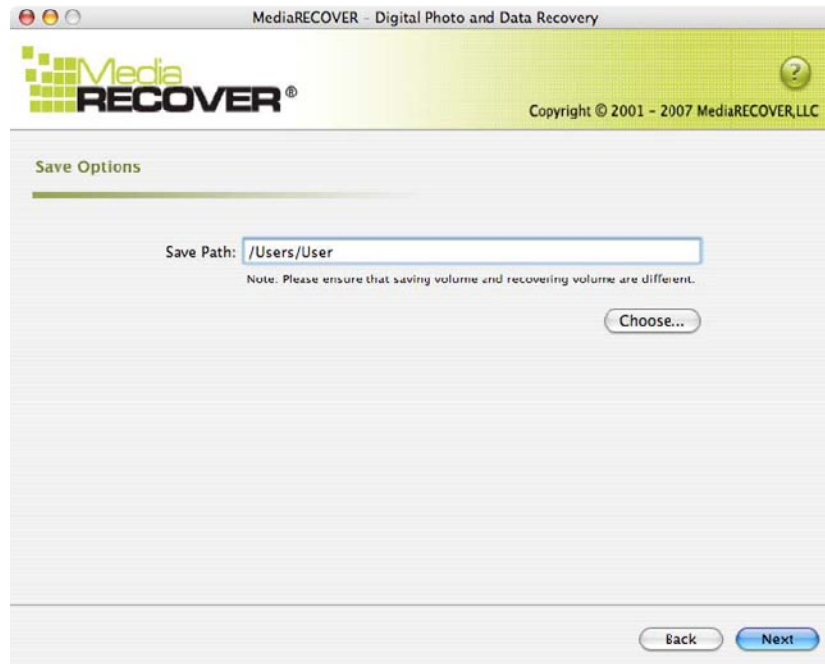 MediaRECOVER - Digital Photo and Data Recovery
Media
RECOVER®
?
Copyright © 2001 - 2007 MediaRECOVER,LLC
Save Options
Save Path: /Users/User
Note: Please ensure that saving volume and recovering volume are different.
Choose...
Back Next